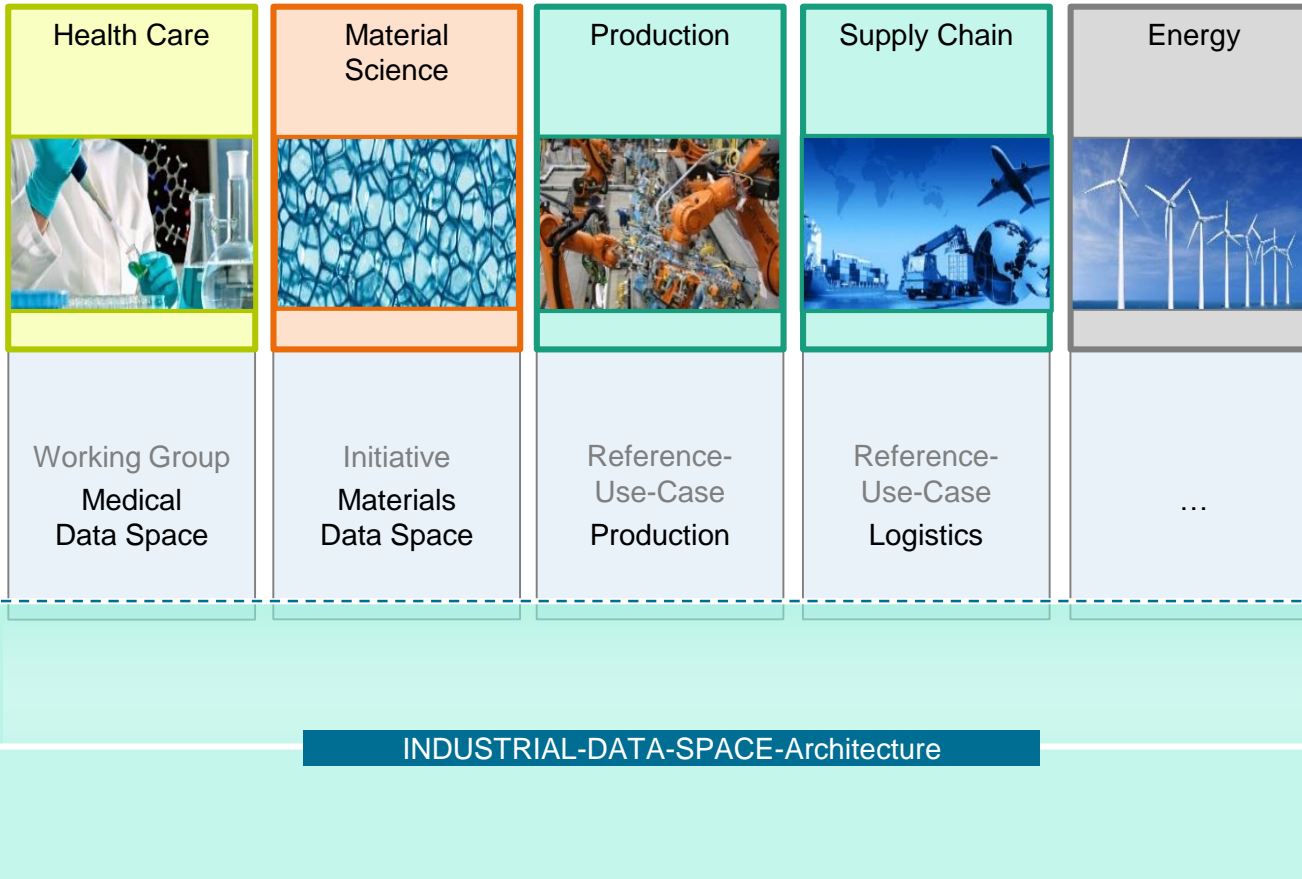 Health Care
Material
Science
Production
Supply Chain
Energy
Working Group
Medical
Data Space
Initiative
Materials
Data Space
Reference-
Use-Case
Production
Reference-
Use-Case
Logistics
…
INDUSTRIAL-DATA-SPACE-Architecture